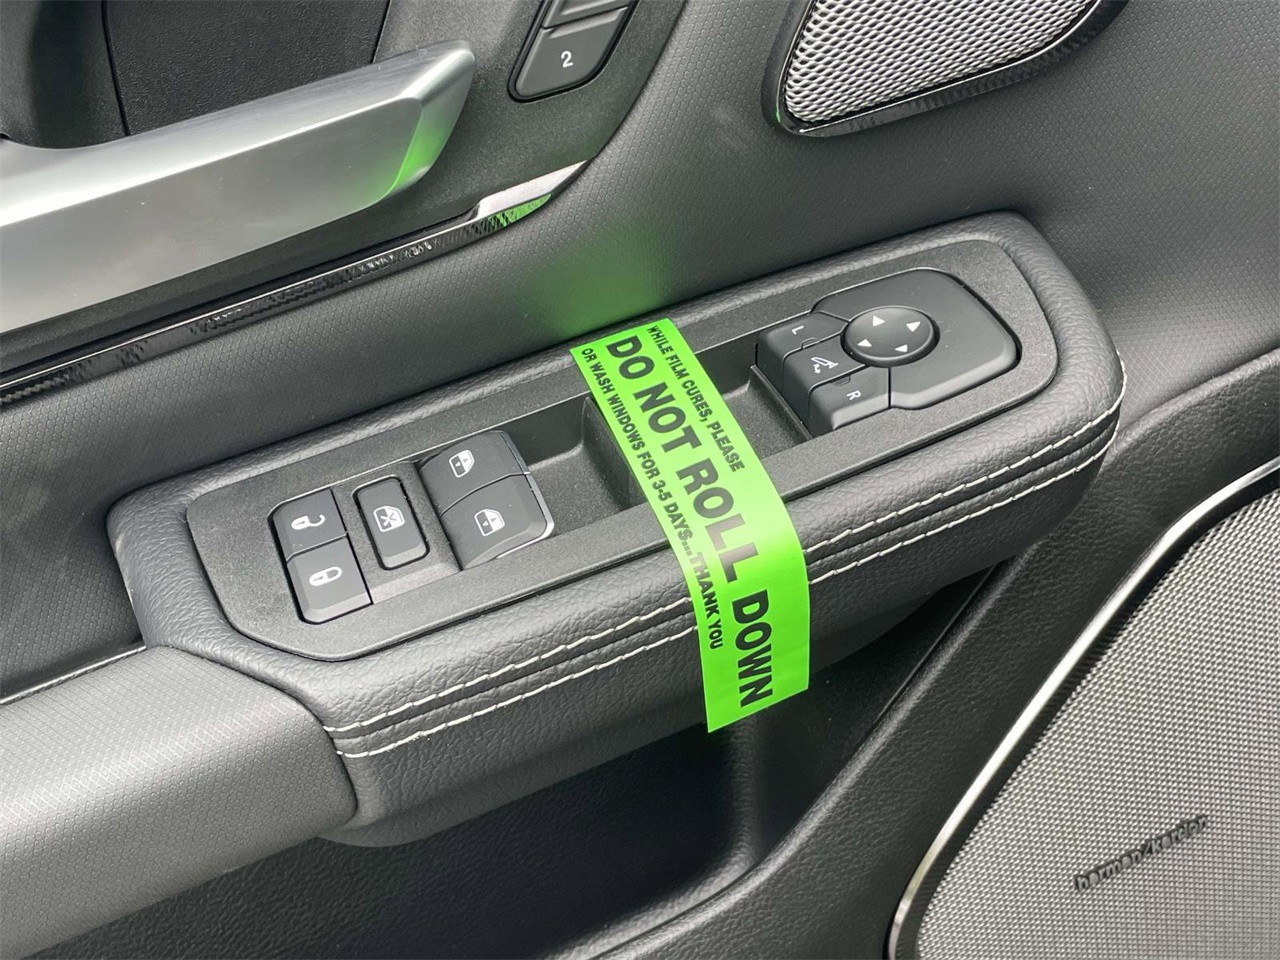 2
L
R
WHILE FILM CURES, PLEASE
DO NOT ROLL DOWN
OR WASH WINDOWS FOR 3-5 DAYS...THANK YOU
harman/kardon